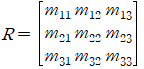 R = [m₁₁ m₁₂ m₁₃
m₂₁ m₂₂ m₂₃
m₃₁ m₃₂ m₃₃]